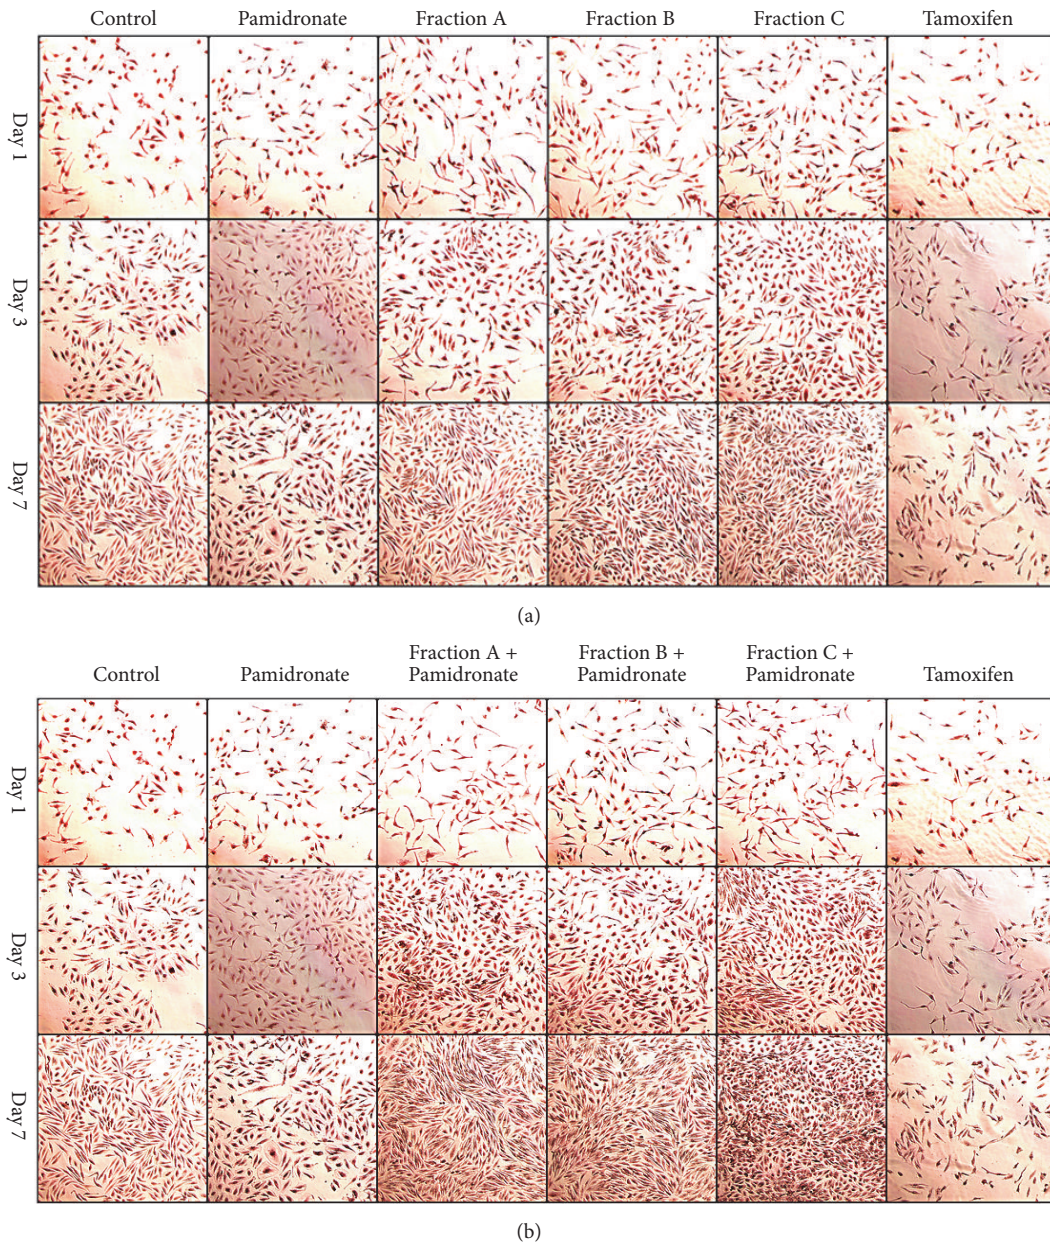 Control Pamidronate Fraction A Fraction B Fraction C Tamoxifen
Day 1
Day 3
Day 7
(a)
Control Pamidronate Fraction A + Pamidronate Fraction B + Pamidronate Fraction C + Pamidronate Tamoxifen
Day 1
Day 3
Day 7
(b)